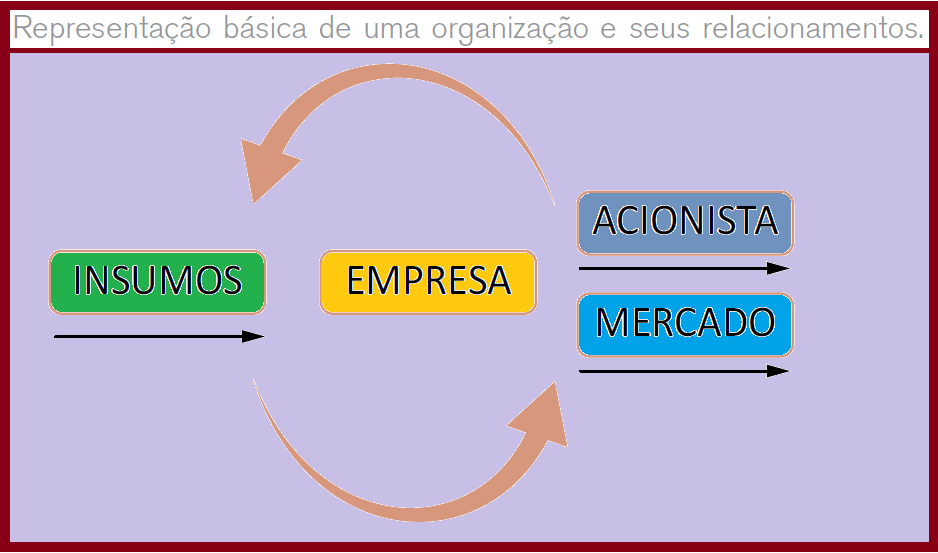 Representação básica de uma organização e seus relacionamentos.
ACIONISTA
INSUMOS
EMPRESA
MERCADO